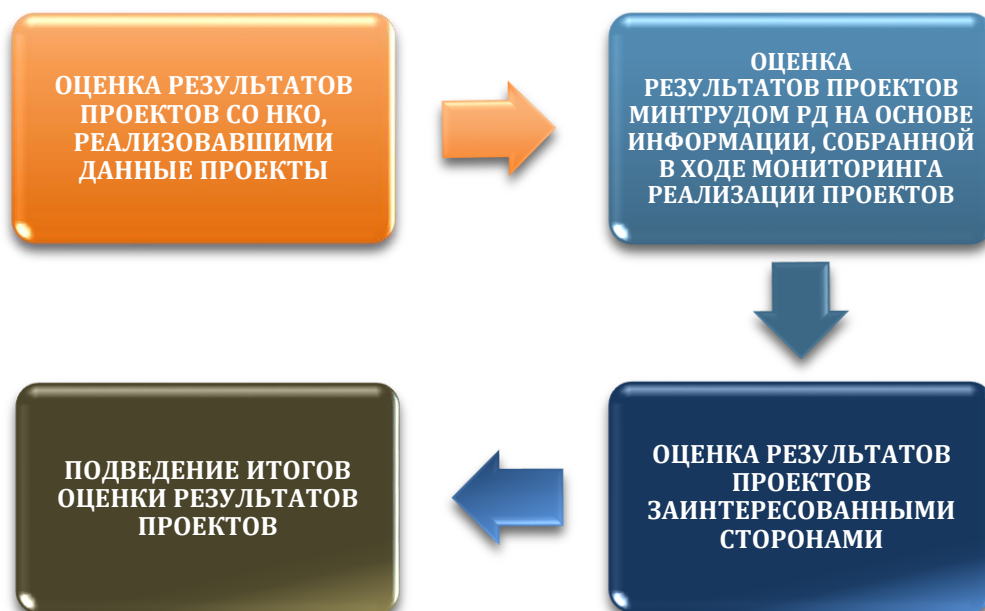 ОЦЕНКА РЕЗУЛЬТАТОВ
ПРОЕКТОВ СО НКО,
РЕАЛИЗОВАВШИМИ
ДАННЫЕ ПРОЕКТЫ
ОЦЕНКА
РЕЗУЛЬТАТОВ ПРОЕКТОВ
МИНТРУДОМ РД НА ОСНОВЕ
ИНФОРМАЦИИ, СОБРАННОЙ
В ХОДЕ МОНИТОРИНГА
РЕАЛИЗАЦИИ ПРОЕКТОВ
ОЦЕНКА РЕЗУЛЬТАТОВ
ПРОЕКТОВ
ЗАИНТЕРЕСОВАННЫМИ
СТОРОНАМИ
ПОДВЕДЕНИЕ ИТОГОВ
ОЦЕНКИ РЕЗУЛЬТАТОВ
ПРОЕКТОВ